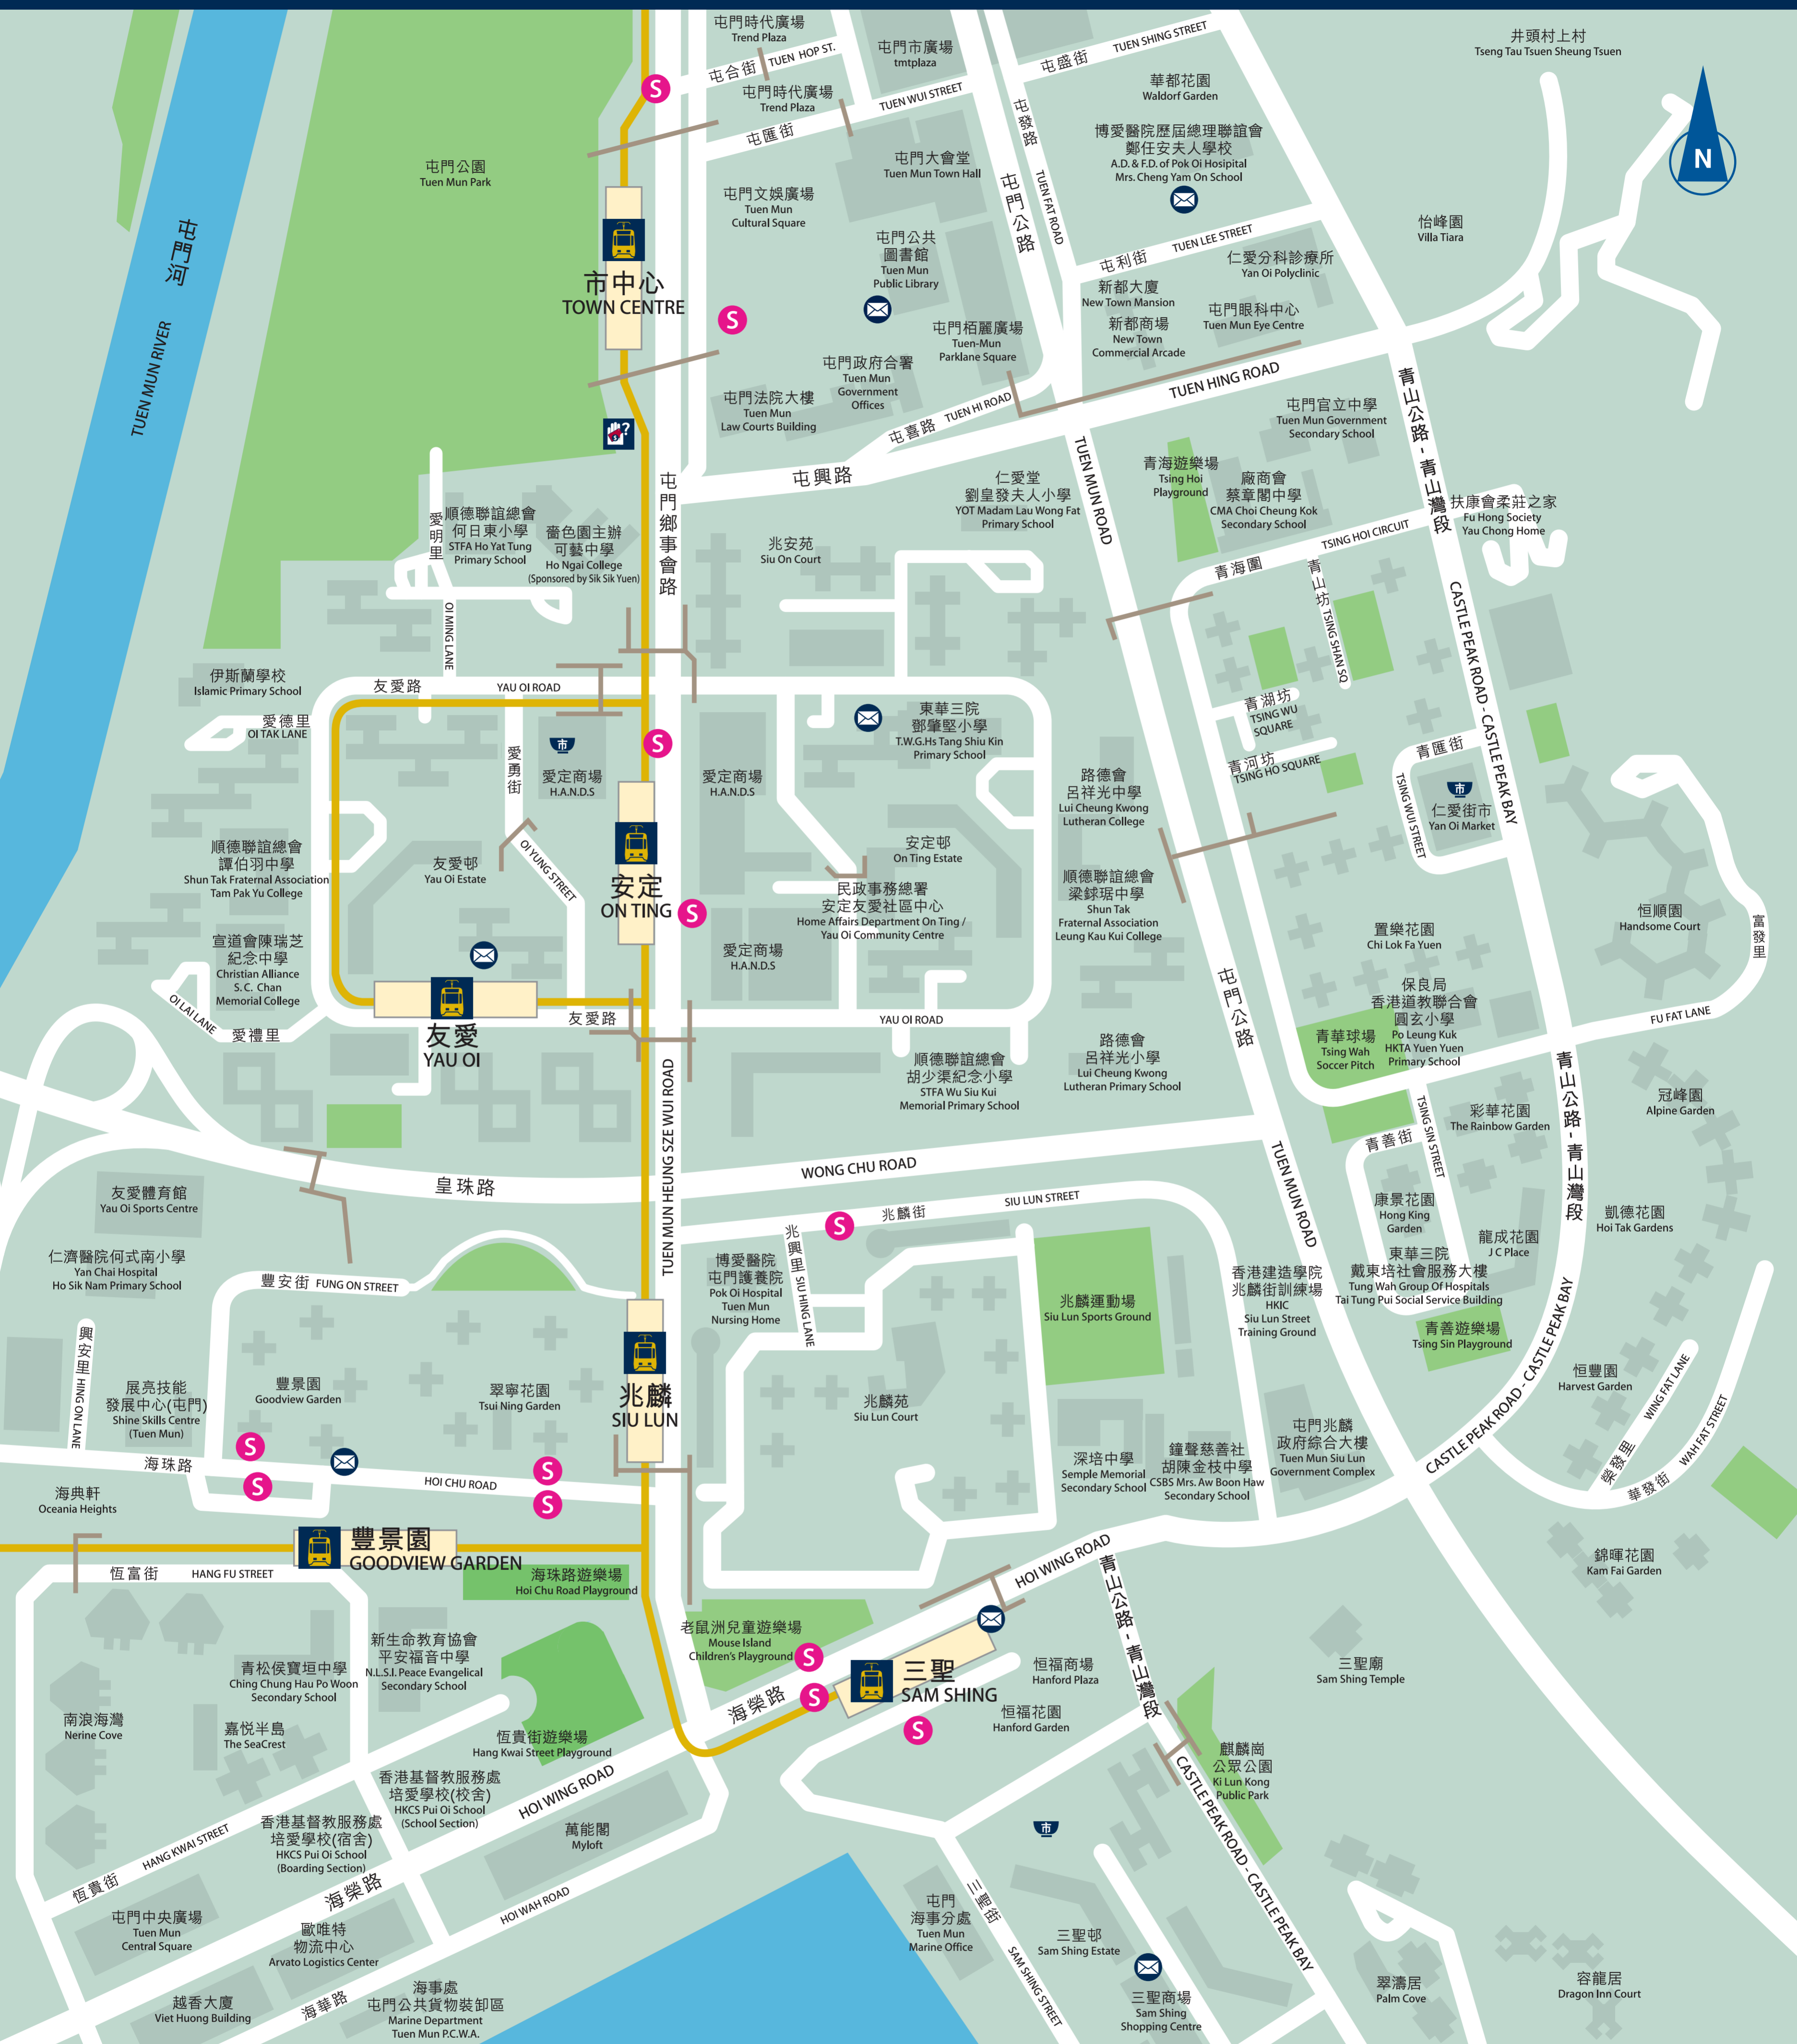 屯門時代廣場
Trend Plaza
屯合街 TUEN HOP ST.
屯門市廣場
tmtplaza
屯盛街 TUEN SHING STREET
井頭村上村
Tseng Tau Tsuen Sheung Tsuen
S
屯門時代廣場
Trend Plaza
屯匯街 TUEN WUI STREET
華都花園
Waldorf Garden
N
屯發路 TUEN FAT ROAD
博愛醫院歷屆總理聯誼會
鄭任安夫人學校
A.D. & F.D. of Pok Oi Hosipital
Mrs. Cheng Yam On School
屯門公園
Tuen Mun Park
屯門大會堂
Tuen Mun Town Hall
屯門公路
屯門文娛廣場
Tuen Mun
Cultural Square
屯門河
TUEN MUN RIVER
怡峰園
Villa Tiara
屯門公共
圖書館
Tuen Mun
Public Library
屯利街 TUEN LEE STREET
仁愛分科診療所
Yan Oi Polyclinic
市中心
TOWN CENTRE
S
新都大廈
New Town Mansion
新都商場
New Town
Commercial Arcade
屯門眼科中心
Tuen Mun Eye Centre
屯門栢麗廣場
Tuen-Mun
Parklane Square
屯門政府合署
Tuen Mun
Government
Offices
屯門法院大樓
Tuen Mun
Law Courts Building
屯喜路 TUEN HI ROAD
TUEN HING ROAD
屯興路
青山公路 - 青山灣段
?
屯門官立中學
Tuen Mun Government
Secondary School
TUEN MUN ROAD
青海遊樂場
Tsing Hoi
Playground
廠商會
蔡章閣中學
CMA Choi Cheung Kok
Secondary School
仁愛堂
劉皇發夫人小學
YOT Madam Lau Wong Fat
Primary School
扶康會柔莊之家
Fu Hong Society
Yau Chong Home
屯門鄉事會路
愛明里
順德聯誼總會
何日東小學
STFA Ho Yat Tung
Primary School
嗇色園主辦
可藝中學
Ho Ngai College
(Sponsored by Sik Sik Yuen)
兆安苑
Siu On Court
青海圍 TSING HOI CIRCUIT
青山坊 TSING SHAN SQ
CASTLE PEAK ROAD - CASTLE PEAK BAY
OI MING LANE
伊斯蘭學校
Islamic Primary School
友愛路 YAU OI ROAD
愛德里
OI TAK LANE
青湖坊
TSING WU
SQUARE
青河坊
TSING HO SQUARE
市
愛定商場
H.A.N.D.S
S
愛定商場
H.A.N.D.S
東華三院
鄧肇堅小學
T.W.G.Hs Tang Shiu Kin
Primary School
愛勇街
OI YUNG STREET
青匯街
TSING WUI STREET
市
仁愛街市
Yan Oi Market
路德會
呂祥光中學
Lui Cheung Kwong
Lutheran College
順德聯誼總會
譚伯羽中學
Shun Tak Fraternal Association
Tam Pak Yu College
友愛邨
Yau Oi Estate
安定
ON TING
S
安定邨
On Ting Estate
民政事務總署
安定友愛社區中心
Home Affairs Department On Ting /
Yau Oi Community Centre
順德聯誼總會
梁銶琚中學
Shun Tak
Fraternal Association
Leung Kau Kui College
置樂花園
Chi Lok Fa Yuen
恒順園
Handsome Court
富發里
宣道會陳瑞芝
紀念中學
Christian Alliance
S. C. Chan
Memorial College
愛定商場
H.A.N.D.S
屯門公路
保良局
香港道教聯合會
圓玄小學
Po Leung Kuk
HKTA Yuen Yuen
Primary School
OI LAI LANE
愛禮里
友愛
YAU OI
友愛路
YAU OI ROAD
青華球場
Tsing Wah
Soccer Pitch
FU FAT LANE
順德聯誼總會
胡少渠紀念小學
STFA Wu Siu Kui
Memorial Primary School
路德會
呂祥光小學
Lui Cheung Kwong
Lutheran Primary School
青山公路 - 青山灣段
冠峰園
Alpine Garden
TUEN MUN HEUNG SZE WUI ROAD
TSING SIN STREET
青善街
彩華花園
The Rainbow Garden
皇珠路
WONG CHU ROAD
TUEN MUN ROAD
友愛體育館
Yau Oi Sports Centre
SIU LUN STREET
兆麟街
S
康景花園
Hong King
Garden
龍成花園
J C Place
凱德花園
Hoi Tak Gardens
仁濟醫院何式南小學
Yan Chai Hospital
Ho Sik Nam Primary School
豐安街 FUNG ON STREET
博愛醫院
屯門護養院
Pok Oi Hospital
Tuen Mun
Nursing Home
兆興里 SIU HING LANE
兆麟運動場
Siu Lun Sports Ground
香港建造學院
兆麟街訓練場
HKIC
Siu Lun Street
Training Ground
東華三院
戴東培社會服務大樓
Tung Wah Group Of Hospitals
Tai Tung Pui Social Service Building
青善遊樂場
Tsing Sin Playground
CASTLE PEAK ROAD - CASTLE PEAK BAY
興安里 HING ON LANE
展亮技能
發展中心(屯門)
Shine Skills Centre
(Tuen Mun)
豐景園
Goodview Garden
翠寧花園
Tsui Ning Garden
兆麟
SIU LUN
兆麟苑
Siu Lun Court
恒豐園
Harvest Garden
榮發里 WING FAT LANE
華發街 WAH FAT STREET
屯門兆麟
政府綜合大樓
Tuen Mun Siu Lun
Government Complex
深培中學
Semple Memorial
Secondary School
鐘聲慈善社
胡陳金枝中學
CSBS Mrs. Aw Boon Haw
Secondary School
S
S
S
S
海珠路
HOI CHU ROAD
海典軒
Oceania Heights
豐景園
GOODVIEW GARDEN
恆富街
HANG FU STREET
海珠路遊樂場
Hoi Chu Road Playground
HOI WING ROAD
青山公路 - 青山灣段
錦暉花園
Kam Fai Garden
老鼠洲兒童遊樂場
Mouse Island
Children's Playground
S
S
S
三聖
SAM SHING
海榮路
恒福商場
Hanford Plaza
恒福花園
Hanford Garden
三聖廟
Sam Shing Temple
新生命教育協會
平安福音中學
N.L.S.I. Peace Evangelical
Secondary School
青松侯寶垣中學
Ching Chung Hau Po Woon
Secondary School
南浪海灣
Nerine Cove
嘉悦半島
The SeaCrest
恆貴街遊樂場
Hang Kwai Street Playground
麒麟崗
公眾公園
Ki Lun Kong
Public Park
CASTLE PEAK ROAD - CASTLE PEAK BAY
香港基督教服務處
培愛學校(校舍)
HKCS Pui Oi School
(School Section)
HOI WING ROAD
萬能閣
Myloft
香港基督教服務處
培愛學校(宿舍)
HKCS Pui Oi School
(Boarding Section)
恆貴街 HANG KWAI STREET
海榮路
HOI WAH ROAD
市
屯門中央廣場
Tuen Mun
Central Square
歐唯特
物流中心
Arvato Logistics Center
屯門
海事分處
Tuen Mun
Marine Office
三聖街
SAM SHING STREET
三聖邨
Sam Shing Estate
越香大廈
Viet Huong Building
海華路
海事處
屯門公共貨物裝卸區
Marine Department
Tuen Mun P.C.W.A.
三聖商場
Sam Shing
Shopping Centre
翠濤居
Palm Cove
容龍居
Dragon Inn Court